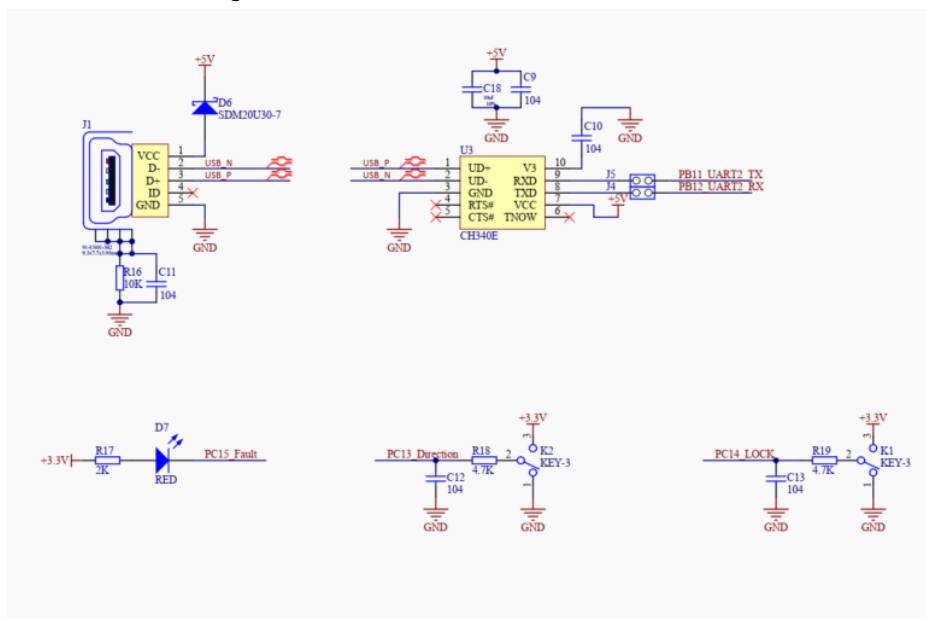 +5V
D6
SDM20U30-7
J1
VCC 1
D- 2 USB_N
D+ 3 USB_P
ID 4
GND 5
GND
R16
10K
C11
104
GND
+5V
C18
C9
104
GND
C10
104
GND
U3
USB_P 1 UD+ V3 10
USB_N 2 UD- RXD 9 J5 PB11_UART2_TX
3 GND TXD 8 J4 PB12_UART2_RX
4 RTS# VCC 7 +5V
5 CTS# TNOW 6
CH340E
GND
+3.3V
R17
2K
D7
RED
PC15_Fault
PC13_Direction
R18
4.7K
C12
104
GND
+3.3V
3
2
K2
KEY-3
1
GND
PC14_LOCK
R19
4.7K
C13
104
GND
+3.3V
3
2
K1
KEY-3
1
GND